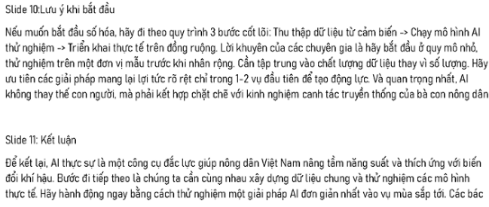 Slide 10:Lưu ý khi bắt đầu
Nếu muốn bắt đầu số hóa, hãy đi theo quy trình 3 bước cốt lõi: Thu thập dữ liệu từ cảm biến -> Chạy mô hình AI
thử nghiệm -> Triển khai thực tế trên đồng ruộng. Lời khuyên của các chuyên gia là hãy bắt đầu ở quy mô nhỏ,
thử nghiệm trên một đơn vị mẫu trước khi nhân rộng. Cần tập trung vào chất lượng dữ liệu thay vì số lượng. Hãy
ưu tiên các giải pháp mang lại lợi tức rõ rệt chỉ trong 1-2 vụ đầu tiên để tạo động lực. Và quan trọng nhất, AI
không thay thế con người, mà phải kết hợp chặt chẽ với kinh nghiệm canh tác truyền thống của bà con nông dân
Slide 11: Kết luận
Để kết lại, AI thực sự là một công cụ đắc lực giúp nông dân Việt Nam nâng tầm năng suất và thích ứng với biến
đổi khí hậu. Bước đi tiếp theo là chúng ta cần cùng nhau xây dựng dữ liệu chung và thử nghiệm các mô hình
thực tế. Hãy hành động ngay bằng cách thử nghiệm một giải pháp AI đơn giản nhất vào vụ mùa sắp tới. Các bác